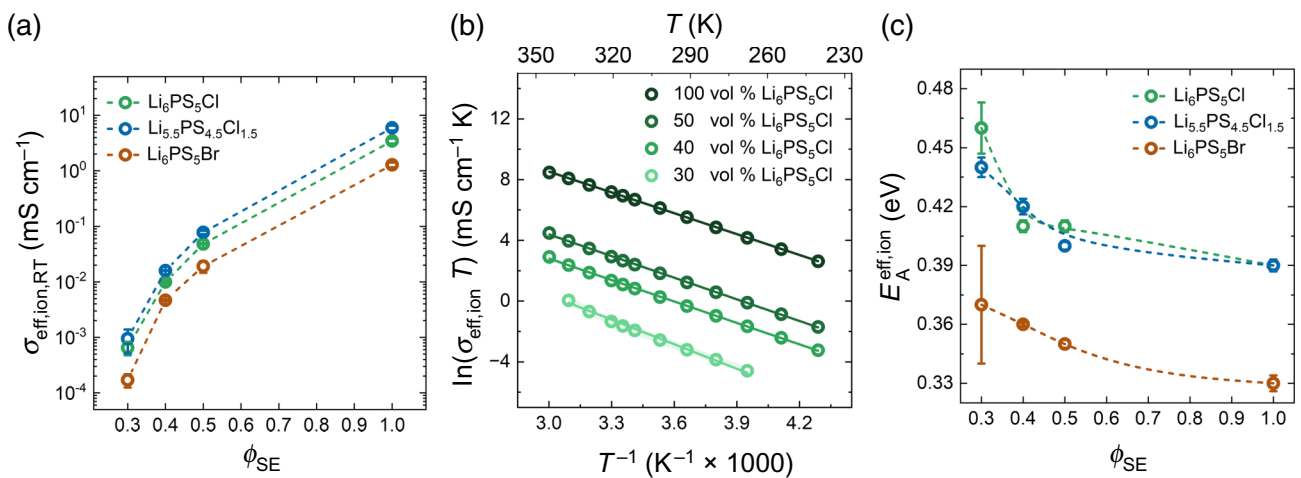 (a)
σeff,ion,RT (mS cm⁻¹)
10¹
10⁰
10⁻¹
10⁻²
10⁻³
10⁻⁴
Li₆PS₅Cl
Li₅.₅PS₄.₅Cl₁.₅
Li₆PS₅Br
0.3 0.4 0.5 0.6 0.7 0.8 0.9 1.0
ϕSE
(b)
T (K)
350 320 290 260 230
ln(σeff,ion T) (mS cm⁻¹ K)
12
8
4
0
−4
100 vol % Li₆PS₅Cl
50 vol % Li₆PS₅Cl
40 vol % Li₆PS₅Cl
30 vol % Li₆PS₅Cl
3.0 3.3 3.6 3.9 4.2
T⁻¹ (K⁻¹ × 1000)
(c)
EAeff,ion (eV)
0.48
0.45
0.42
0.39
0.36
0.33
Li₆PS₅Cl
Li₅.₅PS₄.₅Cl₁.₅
Li₆PS₅Br
0.3 0.4 0.5 0.6 0.7 0.8 0.9 1.0
ϕSE